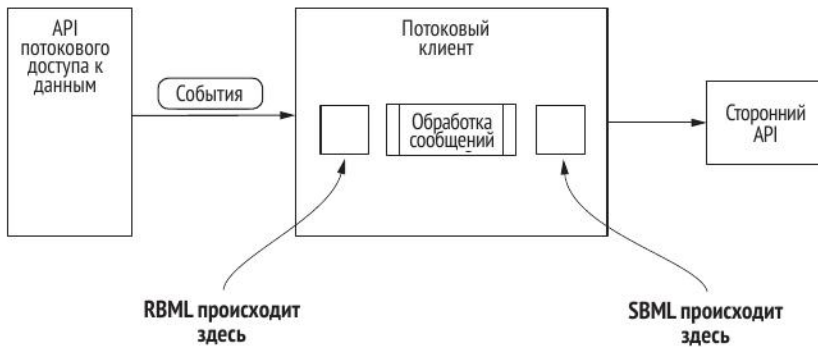 API
потокового
доступа к
данным
События
Потоковый
клиент
Обработка
сообщений
Сторонний
API
RBML происходит
здесь
SBML происходит
здесь